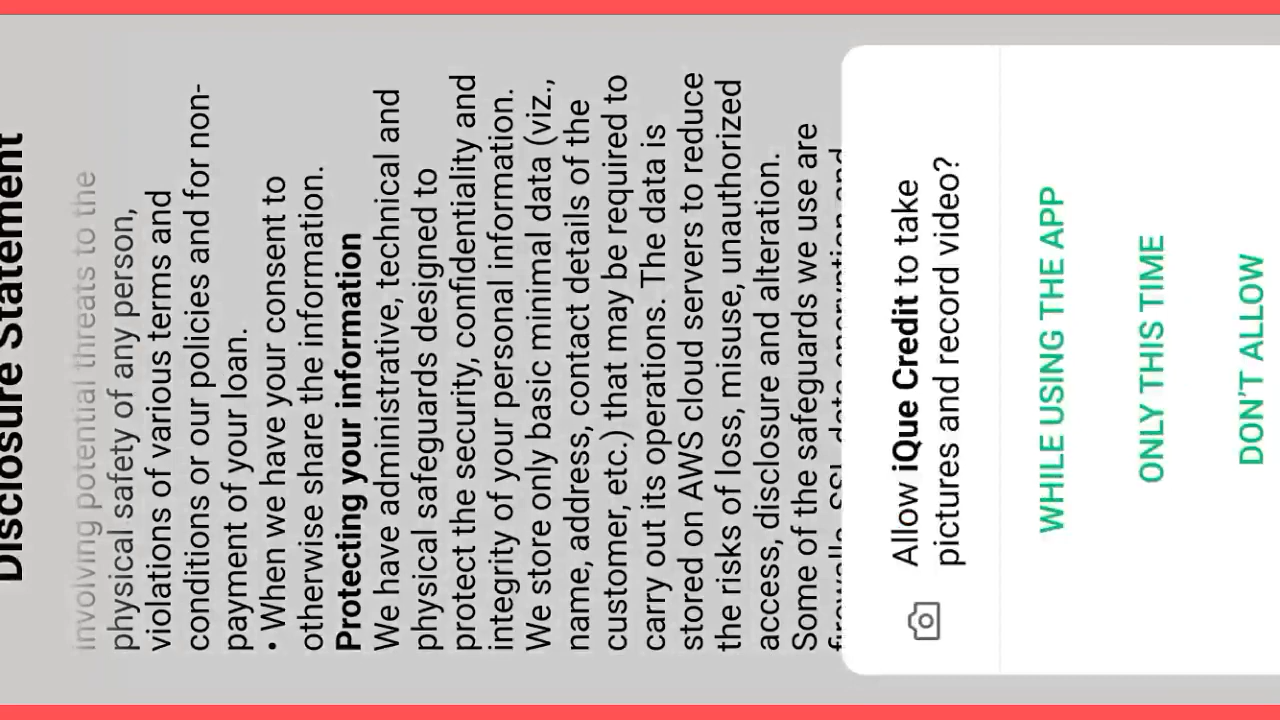 Disclosure Statement
involving potential threats to the
physical safety of any person,
violations of various terms and
conditions or our policies and for non-
payment of your loan.
• When we have your consent to
otherwise share the information.
Protecting your information
We have administrative, technical and
physical safeguards designed to
protect the security, confidentiality and
integrity of your personal information.
We store only basic minimal data (viz.,
name, address, contact details of the
customer, etc.) that may be required to
carry out its operations. The data is
stored on AWS cloud servers to reduce
the risks of loss, misuse, unauthorized
access, disclosure and alteration.
Some of the safeguards we use are
firewalls, SSL, data encryption and
Allow iQue Credit to take
pictures and record video?
WHILE USING THE APP
ONLY THIS TIME
DON'T ALLOW